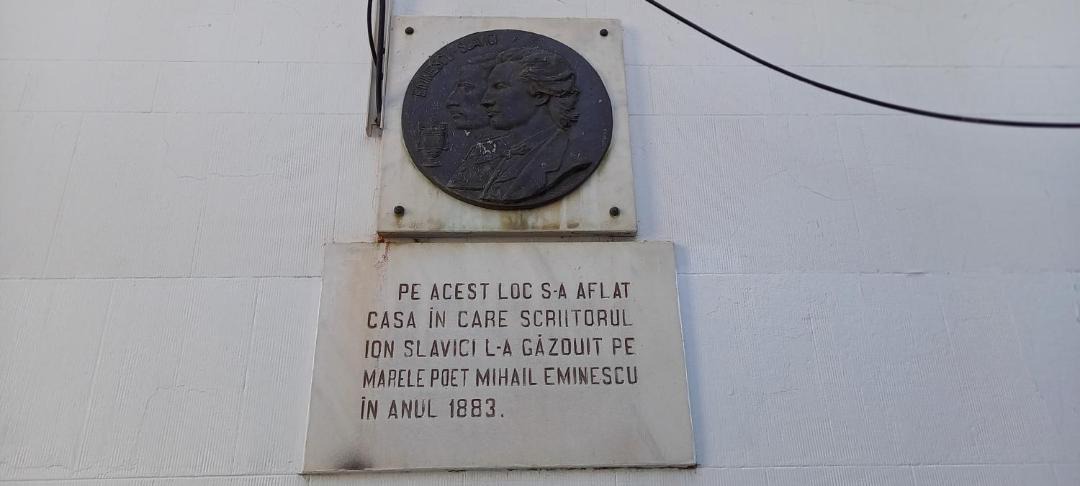 EMINESCU SLAVICI
PE ACEST LOC S-A AFLAT
CASA ÎN CARE SCRIITORUL
ION SLAVICI L-A GĂZDUIT PE
MARELE POET MIHAIL EMINESCU
ÎN ANUL 1883.